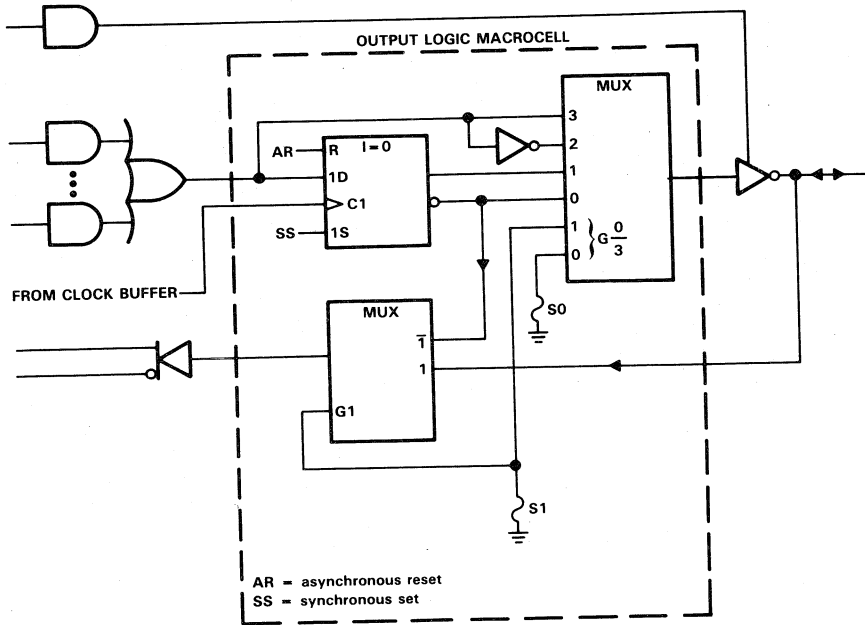 OUTPUT LOGIC MACROCELL
MUX
3
2
1
0
1
0
G 0/3
AR
R
I=0
1D
C1
SS
1S
S0
FROM CLOCK BUFFER
MUX
1̅
1
G1
S1
AR = asynchronous reset
SS = synchronous set